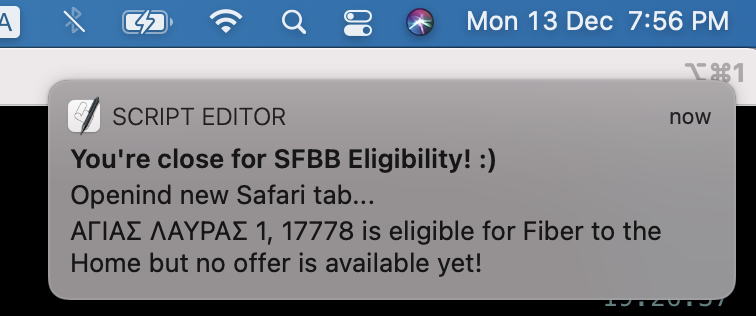 A
Mon 13 Dec 7:56 PM
⌥⌘1
SCRIPT EDITOR
now
You're close for SFBB Eligibility! :)
Openind new Safari tab...
ΑΓΙΑΣ ΛΑΥΡΑΣ 1, 17778 is eligible for Fiber to the
Home but no offer is available yet!